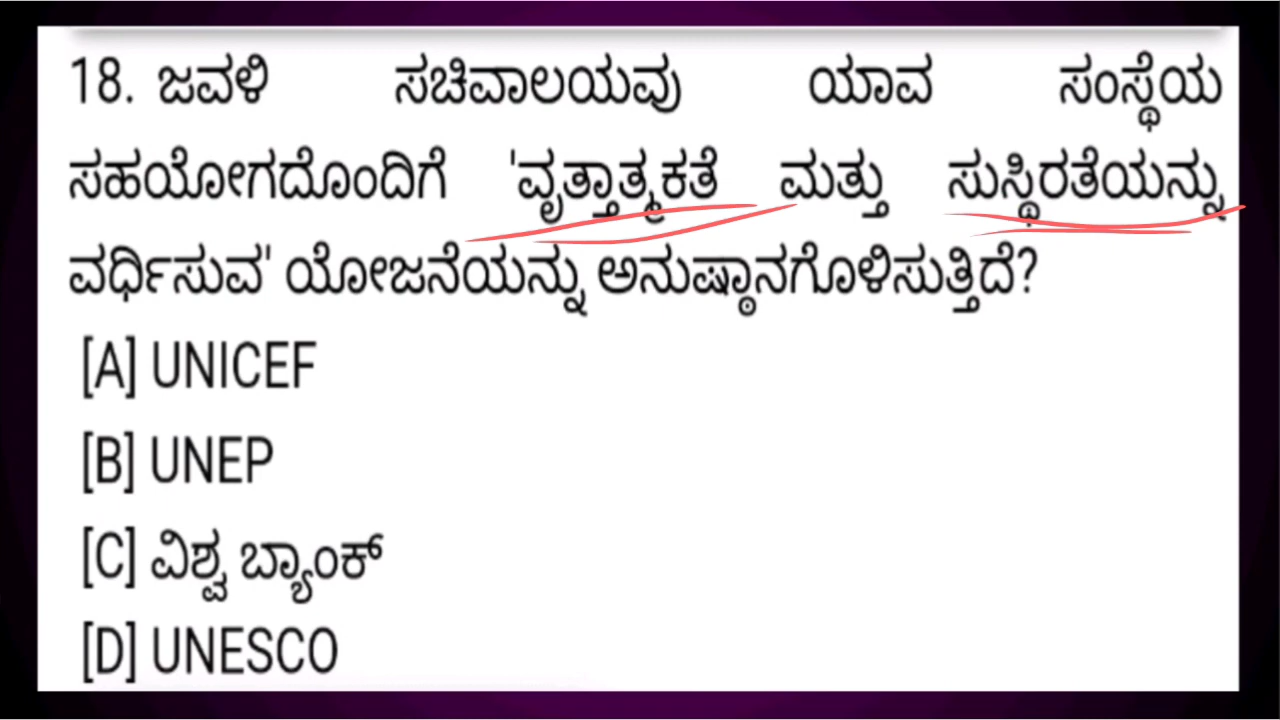 18. ಜವಳಿ ಸಚಿವಾಲಯವು ಯಾವ ಸಂಸ್ಥೆಯ
ಸಹಯೋಗದೊಂದಿಗೆ 'ವೃತ್ತಾತ್ಮಕತೆ ಮತ್ತು ಸುಸ್ಥಿರತೆಯನ್ನು
ವರ್ಧಿಸುವ' ಯೋಜನೆಯನ್ನು ಅನುಷ್ಠಾನಗೊಳಿಸುತ್ತಿದೆ?
[A] UNICEF
[B] UNEP
[C] ವಿಶ್ವ ಬ್ಯಾಂಕ್
[D] UNESCO